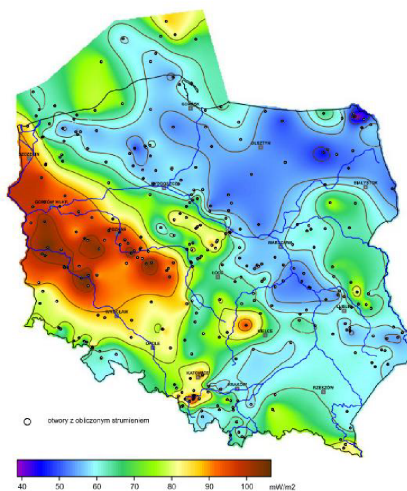 GDAŃSK
OLSZTYN
SZCZECIN
BYDGOSZCZ
BIAŁYSTOK
GORZÓW WLKP.
WARSZAWA
ŁÓDŹ
LUBLIN
WROCŁAW
OPOLE
KIELCE
KATOWICE
KRAKÓW
RZESZÓW
otwory z obliczonym strumieniem
40 50 60 70 80 90 100 mW/m2